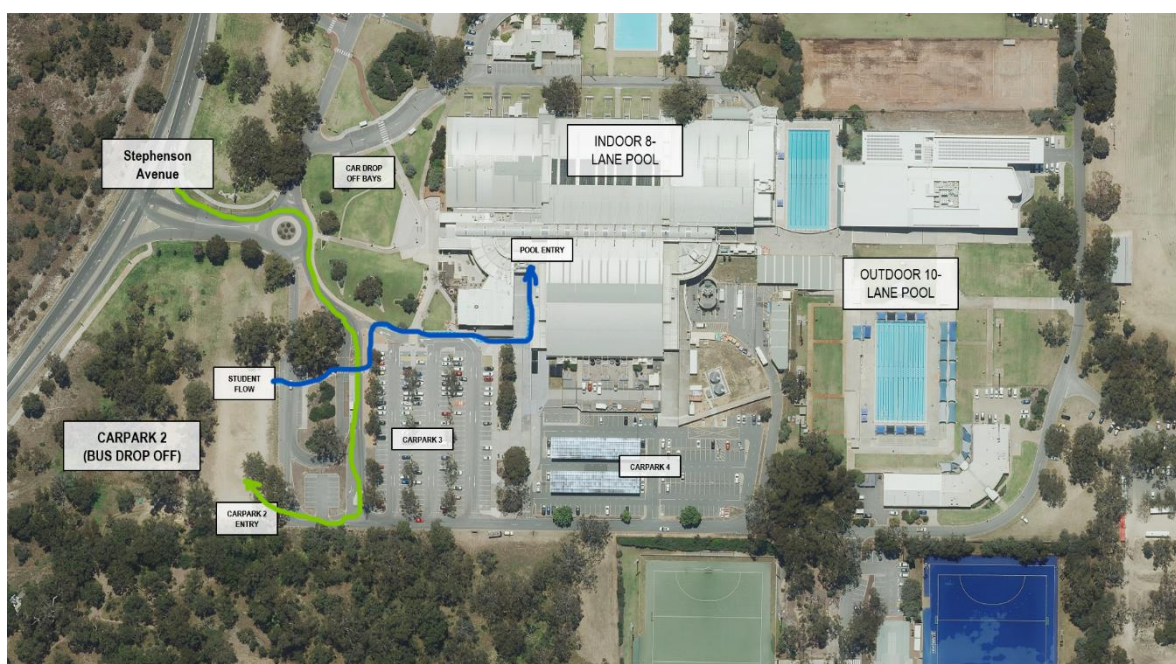 INDOOR 8-
LANE POOL
Stephenson
Avenue
CAR DROP
OFF BAYS
POOL ENTRY
OUTDOOR 10-
LANE POOL
STUDENT
FLOW
CARPARK 2
(BUS DROP OFF)
CARPARK 3
CARPARK 4
CARPARK 2
ENTRY